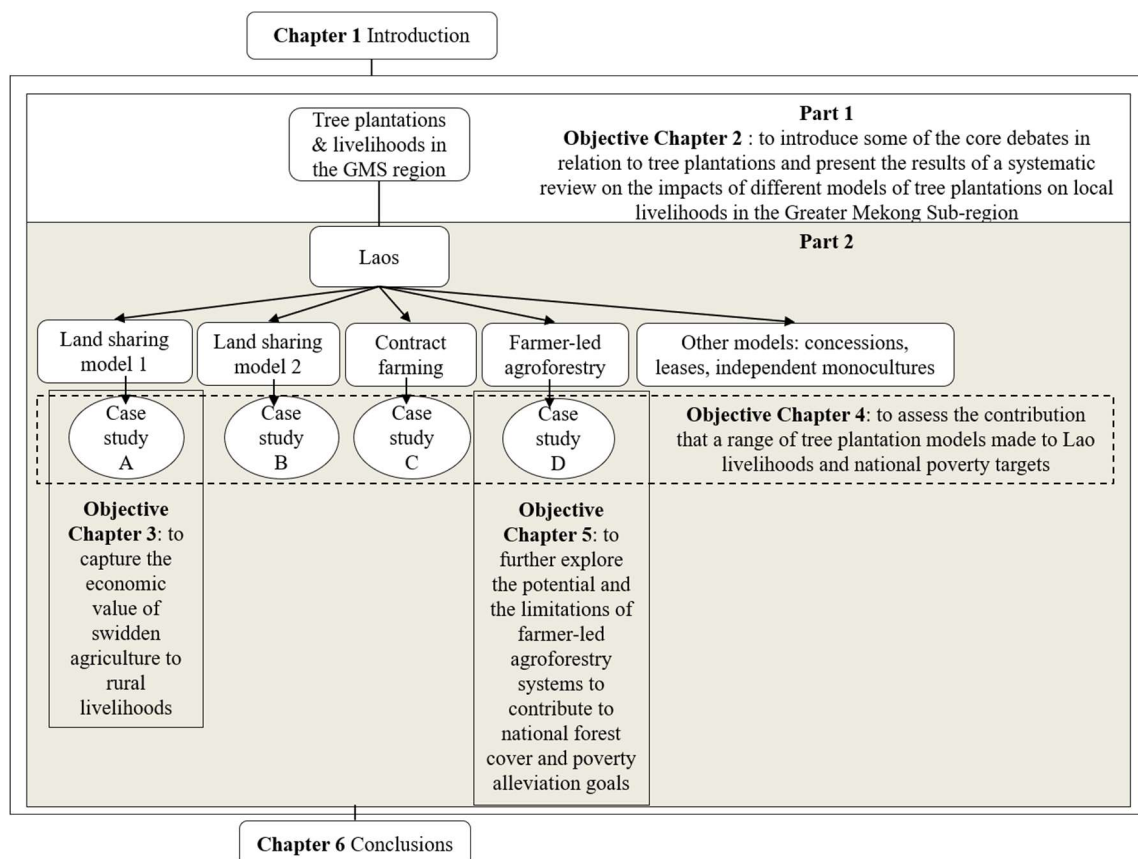 Chapter 1 Introduction
Tree plantations
& livelihoods in
the GMS region
Part 1
Objective Chapter 2 : to introduce some of the core debates in
relation to tree plantations and present the results of a systematic
review on the impacts of different models of tree plantations on local
livelihoods in the Greater Mekong Sub-region
Part 2
Laos
Land sharing
model 1
Land sharing
model 2
Contract
farming
Farmer-led
agroforestry
Other models: concessions,
leases, independent monocultures
Case
study
A
Case
study
B
Case
study
C
Case
study
D
Objective Chapter 4: to assess the contribution
that a range of tree plantation models made to Lao
livelihoods and national poverty targets
Objective
Chapter 3: to
capture the
economic
value of
swidden
agriculture to
rural
livelihoods
Objective
Chapter 5: to
further explore
the potential and
the limitations of
farmer-led
agroforestry
systems to
contribute to
national forest
cover and poverty
alleviation goals
Chapter 6 Conclusions